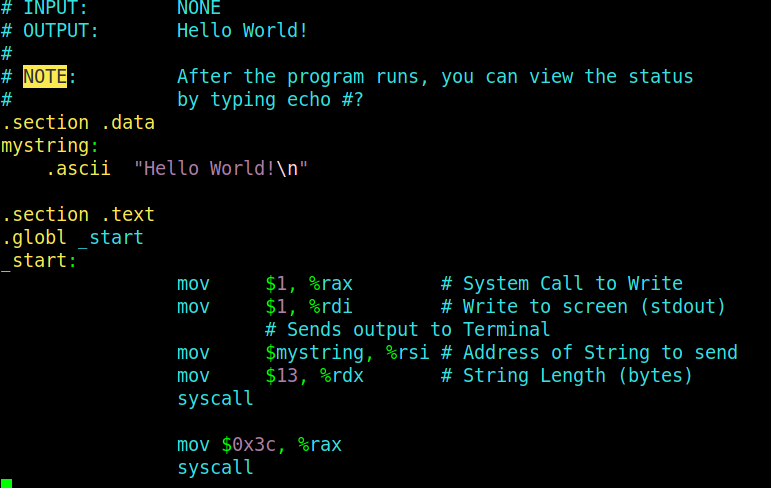 # INPUT:        NONE
# OUTPUT:       Hello World!
#
# NOTE:         After the program runs, you can view the status
#               by typing echo #?
.section .data
mystring:
    .ascii  "Hello World!\n"

.section .text
.globl _start
_start:
                mov     $1, %rax        # System Call to Write
                mov     $1, %rdi        # Write to screen (stdout)
                        # Sends output to Terminal
                mov     $mystring, %rsi # Address of String to send
                mov     $13, %rdx       # String Length (bytes)
                syscall

                mov $0x3c, %rax
                syscall